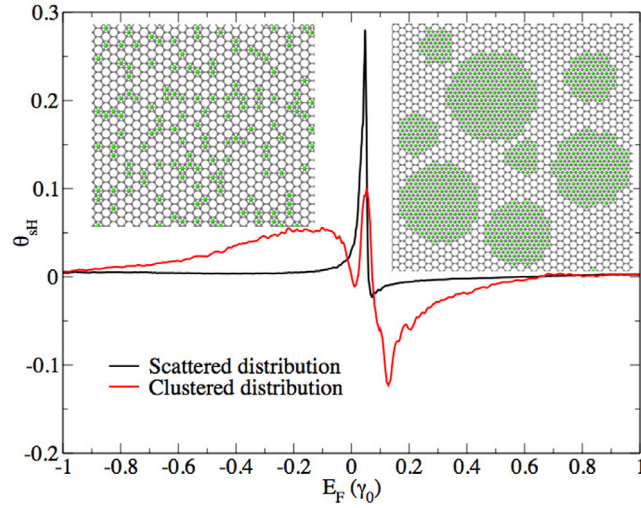 0.3
0.2
0.1
0
-0.1
-0.2
θsH
Scattered distribution
Clustered distribution
-1 -0.8 -0.6 -0.4 -0.2 0 0.2 0.4 0.6 0.8 1
E_F (γ_0)